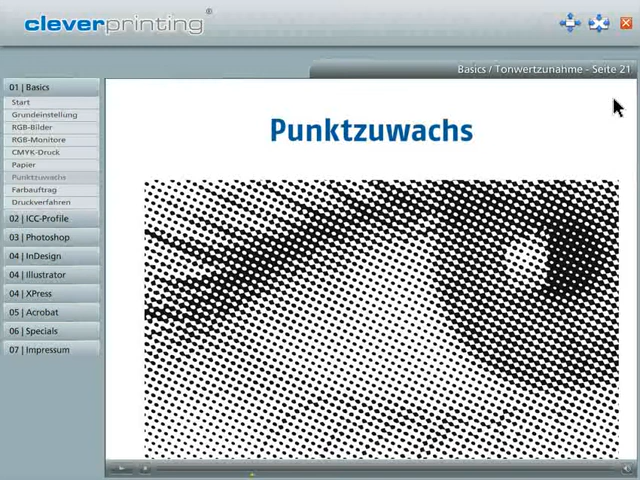 cleverprinting®
Basics / Tonwertzunahme - Seite 21
01 | Basics
Start
Grundeinstellung
RGB-Bilder
RGB-Monitore
CMYK-Druck
Papier
Punktzuwachs
Farbauftrag
Druckverfahren
02 | ICC-Profile
03 | Photoshop
04 | InDesign
04 | Illustrator
04 | XPress
05 | Acrobat
06 | Specials
07 | Impressum
Punktzuwachs